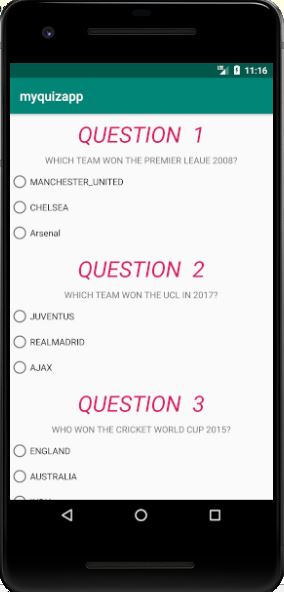 11:16
myquizapp
QUESTION 1
WHICH TEAM WON THE PREMIER LEAUE 2008?
MANCHESTER_UNITED
CHELSEA
Arsenal
QUESTION 2
WHICH TEAM WON THE UCL IN 2017?
JUVENTUS
REALMADRID
AJAX
QUESTION 3
WHO WON THE CRICKET WORLD CUP 2015?
ENGLAND
AUSTRALIA